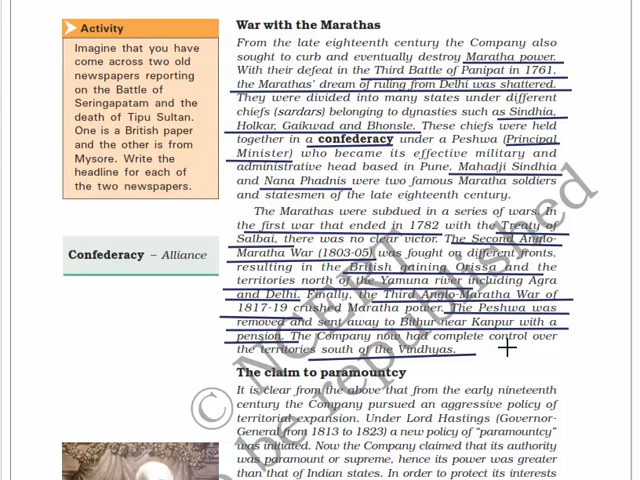 Activity
Imagine that you have
come across two old
newspapers reporting
on the Battle of
Seringapatam and the
death of Tipu Sultan.
One is a British paper
and the other is from
Mysore. Write the
headline for each of
the two newspapers.
Confederacy – Alliance
War with the Marathas
From the late eighteenth century the Company also
sought to curb and eventually destroy Maratha power.
With their defeat in the Third Battle of Panipat in 1761,
the Marathas' dream of ruling from Delhi was shattered.
They were divided into many states under different
chiefs (sardars) belonging to dynasties such as Sindhia,
Holkar, Gaikwad and Bhonsle. These chiefs were held
together in a confederacy under a Peshwa (Principal
Minister) who became its effective military and
administrative head based in Pune. Mahadji Sindhia
and Nana Phadnis were two famous Maratha soldiers
and statesmen of the late eighteenth century.
The Marathas were subdued in a series of wars. In
the first war that ended in 1782 with the Treaty of
Salbai, there was no clear victor. The Second Anglo-
Maratha War (1803-05) was fought on different fronts,
resulting in the British gaining Orissa and the
territories north of the Yamuna river including Agra
and Delhi. Finally, the Third Anglo-Maratha War of
1817-19 crushed Maratha power. The Peshwa was
removed and sent away to Bithur near Kanpur with a
pension. The Company now had complete control over
the territories south of the Vindhyas.
The claim to paramountcy
It is clear from the above that from the early nineteenth
century the Company pursued an aggressive policy of
territorial expansion. Under Lord Hastings (Governor-
General from 1813 to 1823) a new policy of "paramountcy"
was initiated. Now the Company claimed that its authority
was paramount or supreme, hence its power was greater
than that of Indian states. In order to protect its interests
© NCERT
be republished